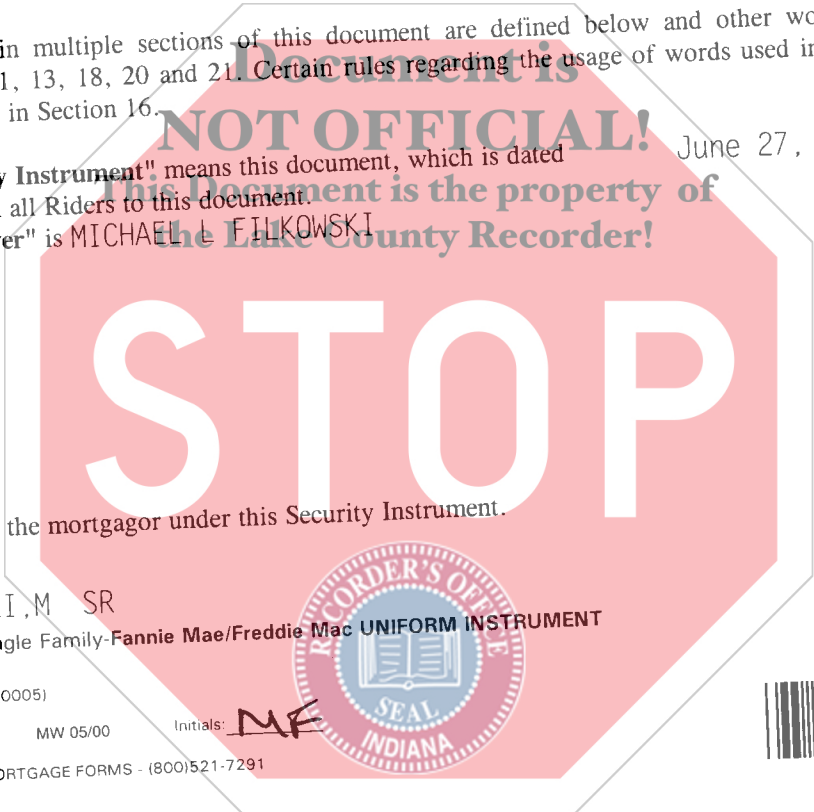 in multiple sections of this document are defined below and other wo
1, 13, 18, 20 and 21. Certain rules regarding the usage of words used in
in Section 16.
Document is
NOT OFFICIAL!
This Document is the property of
the Lake County Recorder!
y Instrument" means this document, which is dated June 27,
all Riders to this document.
er" is MICHAEL L FILKOWSKI
STOP
the mortgagor under this Security Instrument.
I,M SR
gle Family-Fannie Mae/Freddie Mac UNIFORM INSTRUMENT
0005)
MW 05/00 Initials: MF
ORTGAGE FORMS - (800)521-7291
RECORDER'S OFFICE
SEAL
INDIANA